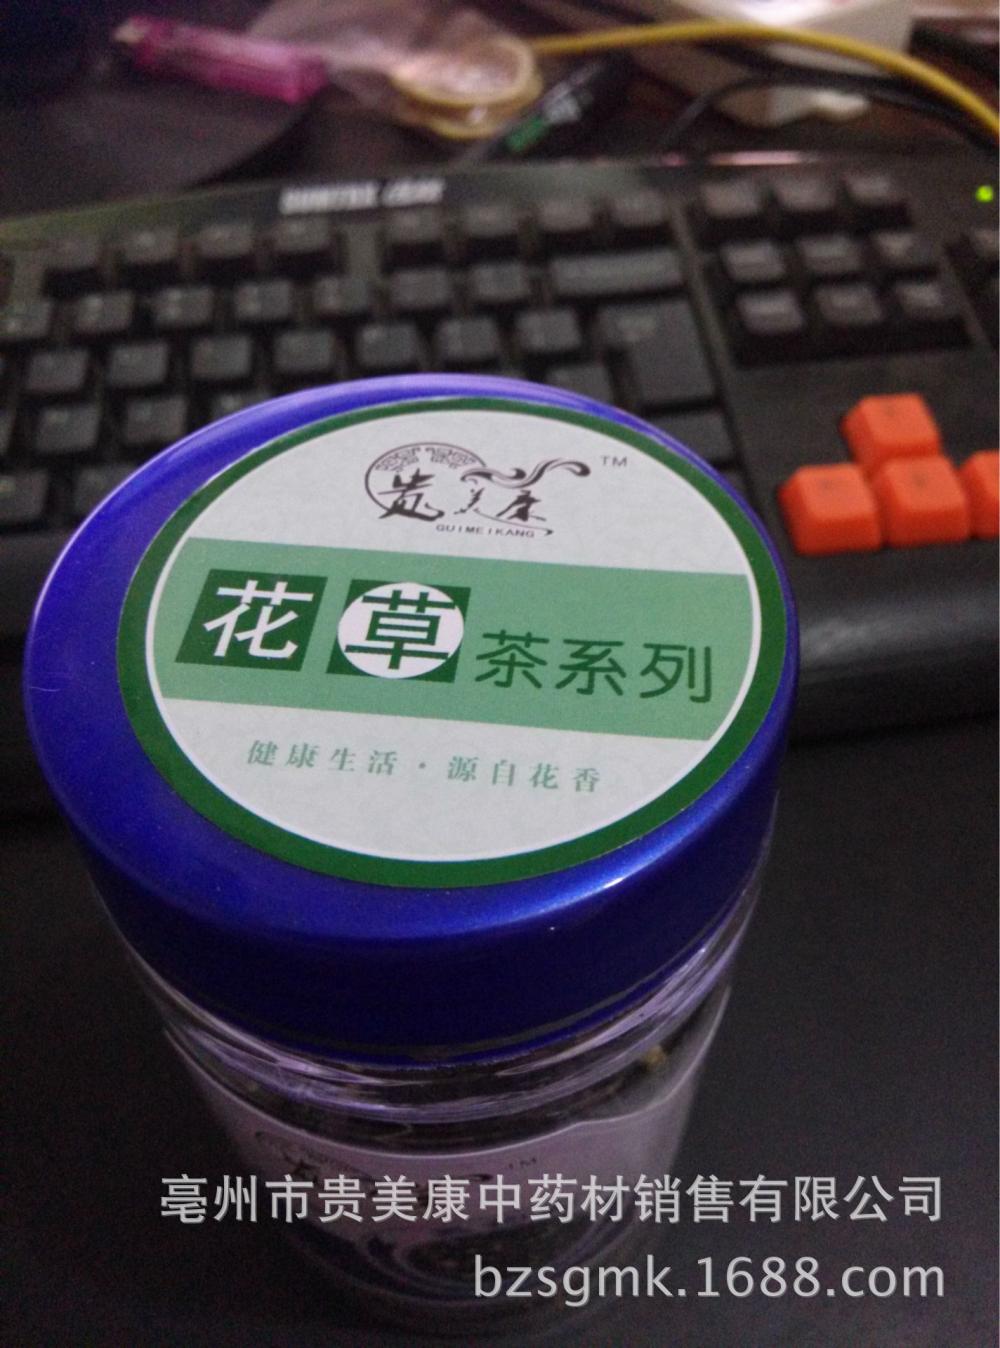 贵美康 TM
GUIMEIKANG
花草茶系列
健康生活·源自花香
TM
亳州市贵美康中药材销售有限公司
bzsgmk.1688.com